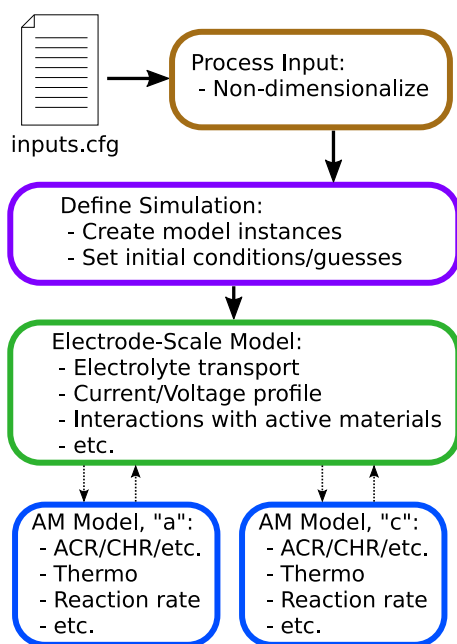 inputs.cfg
Process Input:
- Non-dimensionalize
Define Simulation:
- Create model instances
- Set initial conditions/guesses
Electrode-Scale Model:
- Electrolyte transport
- Current/Voltage profile
- Interactions with active materials
- etc.
AM Model, "a":
- ACR/CHR/etc.
- Thermo
- Reaction rate
- etc.
AM Model, "c":
- ACR/CHR/etc.
- Thermo
- Reaction rate
- etc.